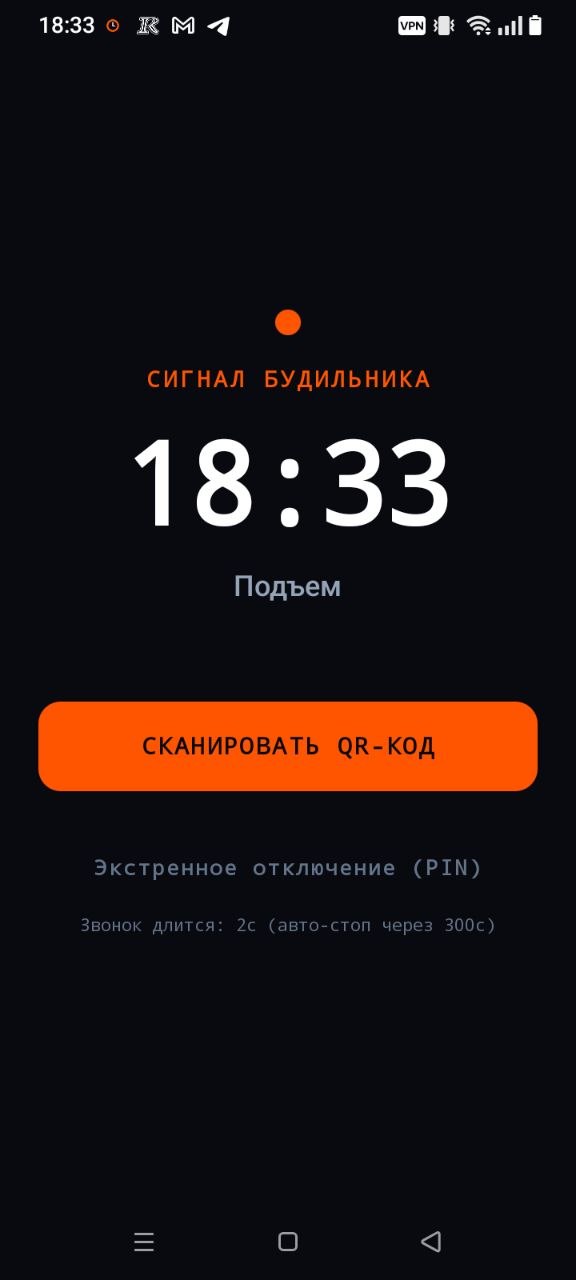 18:33 VPN
СИГНАЛ БУДИЛЬНИКА
18:33
Подъем
СКАНИРОВАТЬ QR-КОД
Экстренное отключение (PIN)
Звонок длится: 2с (авто-стоп через 300с)